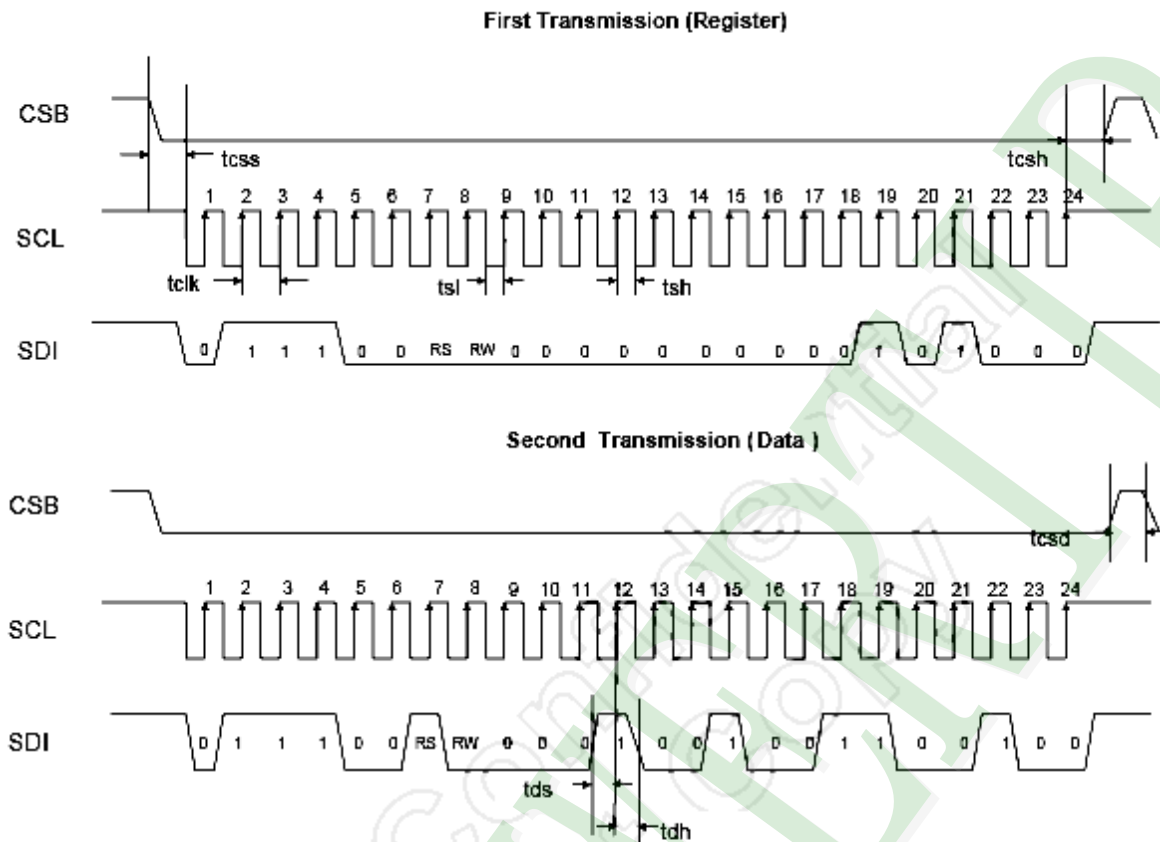 First Transmission (Register)
CSB
tcss
tcsh
1 2 3 4 5 6 7 8 9 10 11 12 13 14 15 16 17 18 19 20 21 22 23 24
SCL
tclk
tsl
tsh
SDI
0 1 1 1 0 0 RS RW 0 0 0 0 0 0 0 0 0 0 1 0 1 0 0 0
Second Transmission (Data)
CSB
tcsd
1 2 3 4 5 6 7 8 9 10 11 12 13 14 15 16 17 18 19 20 21 22 23 24
SCL
SDI
0 1 1 1 0 0 RS RW 0 0 0 1 0 0 1 0 0 1 1 0 0 1 0 0
tds
tdh
Confidential
Copy